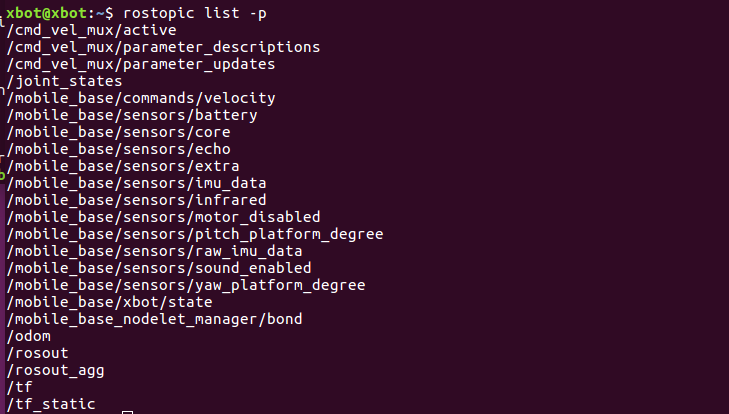 xbot@xbot:~$ rostopic list -p
/cmd_vel_mux/active
/cmd_vel_mux/parameter_descriptions
/cmd_vel_mux/parameter_updates
/joint_states
/mobile_base/commands/velocity
/mobile_base/sensors/battery
/mobile_base/sensors/core
/mobile_base/sensors/echo
/mobile_base/sensors/extra
/mobile_base/sensors/imu_data
/mobile_base/sensors/infrared
/mobile_base/sensors/motor_disabled
/mobile_base/sensors/pitch_platform_degree
/mobile_base/sensors/raw_imu_data
/mobile_base/sensors/sound_enabled
/mobile_base/sensors/yaw_platform_degree
/mobile_base/xbot/state
/mobile_base_nodelet_manager/bond
/odom
/rosout
/rosout_agg
/tf
/tf_static